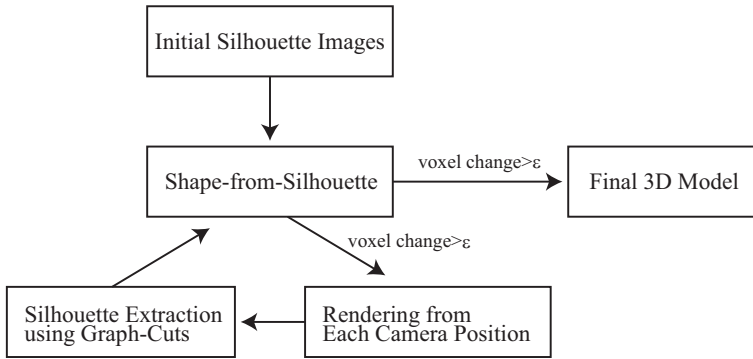 Initial Silhouette Images
Shape-from-Silhouette
voxel change>ε
Final 3D Model
voxel change>ε
Silhouette Extraction
using Graph-Cuts
Rendering from
Each Camera Position